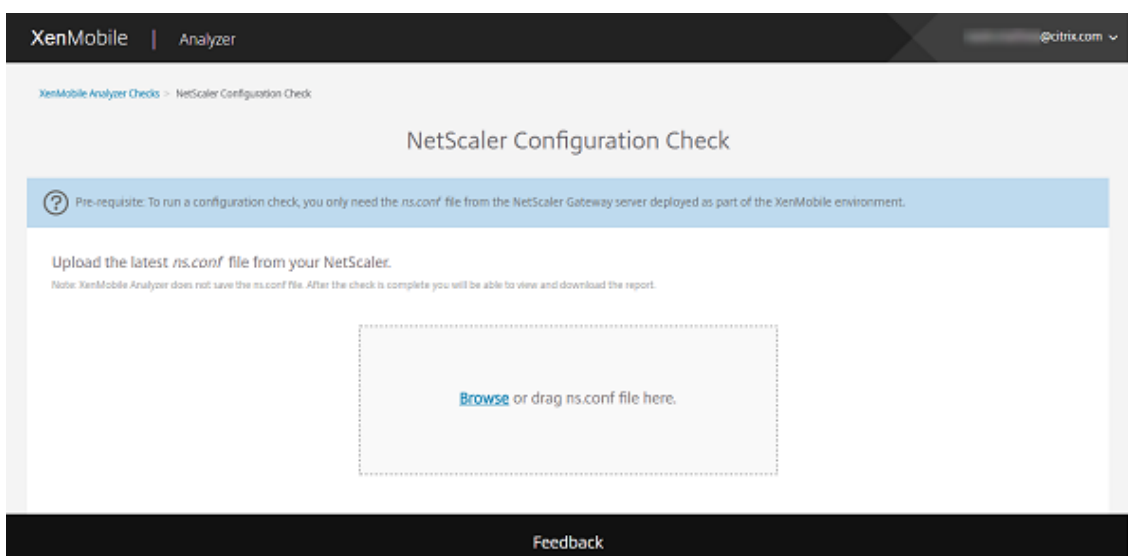 XenMobile | Analyzer
@citrix.com
XenMobile Analyzer Checks > NetScaler Configuration Check
NetScaler Configuration Check
Pre-requisite: To run a configuration check, you only need the ns.conf file from the NetScaler Gateway server deployed as part of the XenMobile environment.
Upload the latest ns.conf file from your NetScaler.
Note: XenMobile Analyzer does not save the ns.conf file. After the check is complete you will be able to view and download the report.
Browse or drag ns.conf file here.
Feedback